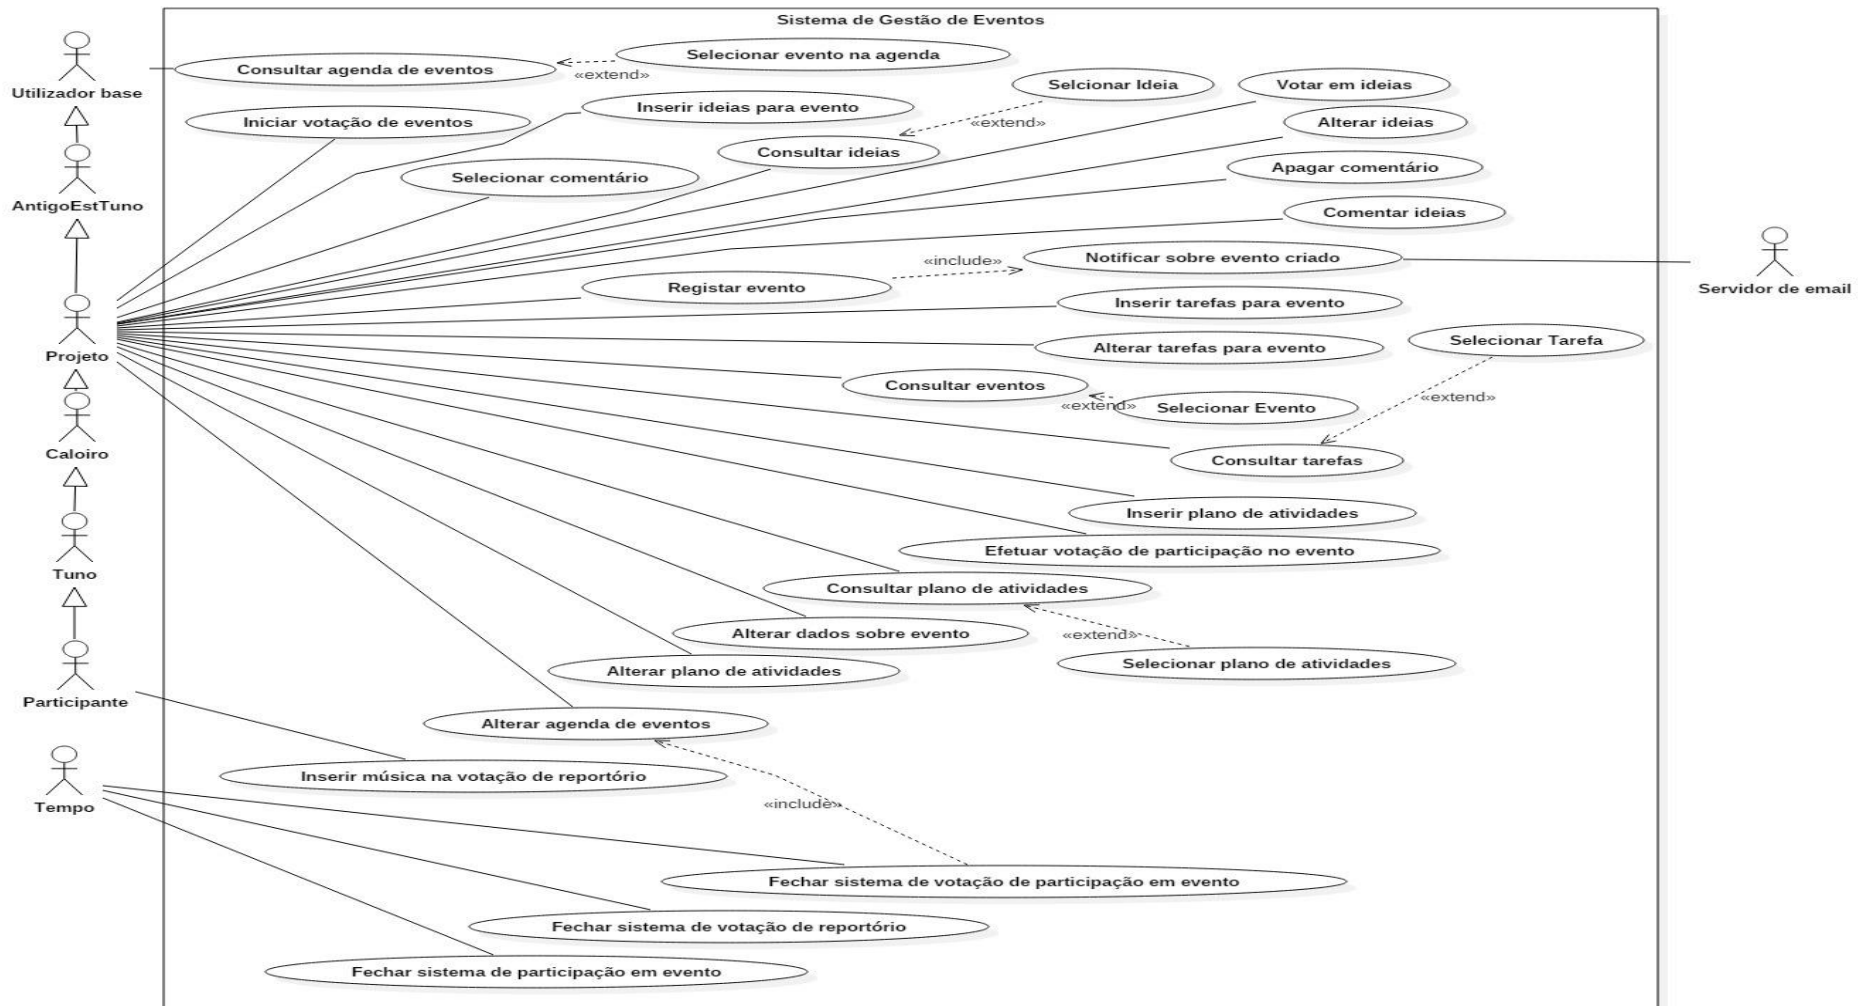 Sistema de Gestão de Eventos
Utilizador base
Consultar agenda de eventos
«extend»
Selecionar evento na agenda
Selcionar Ideia
Votar em ideias
Inserir ideias para evento
Iniciar votação de eventos
«extend»
Alterar ideias
Consultar ideias
Apagar comentário
Selecionar comentário
AntigoEstTuno
Comentar ideias
«include»
Notificar sobre evento criado
Registar evento
Servidor de email
Inserir tarefas para evento
Selecionar Tarefa
Alterar tarefas para evento
Projeto
Consultar eventos
«extend»
Selecionar Evento
«extend»
Caloiro
Consultar tarefas
Inserir plano de atividades
Efetuar votação de participação no evento
Tuno
Consultar plano de atividades
Alterar dados sobre evento
«extend»
Selecionar plano de atividades
Alterar plano de atividades
Participante
Alterar agenda de eventos
Inserir música na votação de reportório
«include»
Tempo
Fechar sistema de votação de participação em evento
Fechar sistema de votação de reportório
Fechar sistema de participação em evento